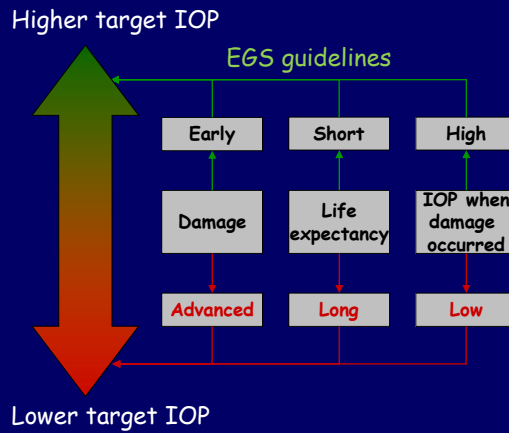 Higher target IOP
EGS guidelines
Early
Short
High
Damage
Life
expectancy
IOP when
damage
occurred
Advanced
Long
Low
Lower target IOP